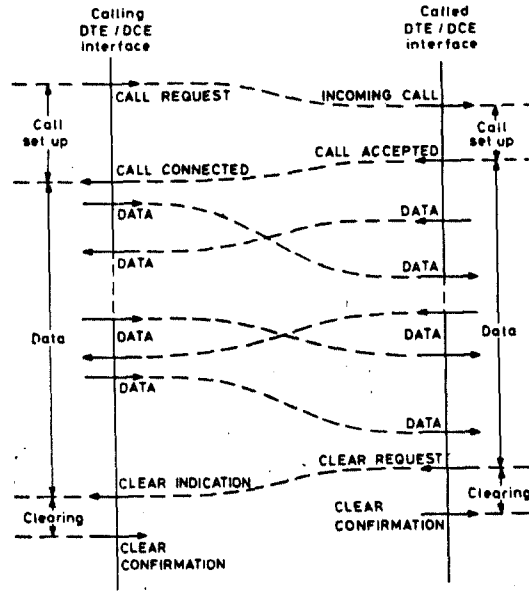 Calling
DTE/DCE
interface
Called
DTE/DCE
interface
CALL REQUEST
INCOMING CALL
Call
set up
Call
set up
CALL ACCEPTED
CALL CONNECTED
DATA
DATA
DATA
DATA
DATA
DATA
Data
Data
DATA
DATA
CLEAR REQUEST
CLEAR INDICATION
Clearing
CLEAR
CONFIRMATION
Clearing
CLEAR
CONFIRMATION